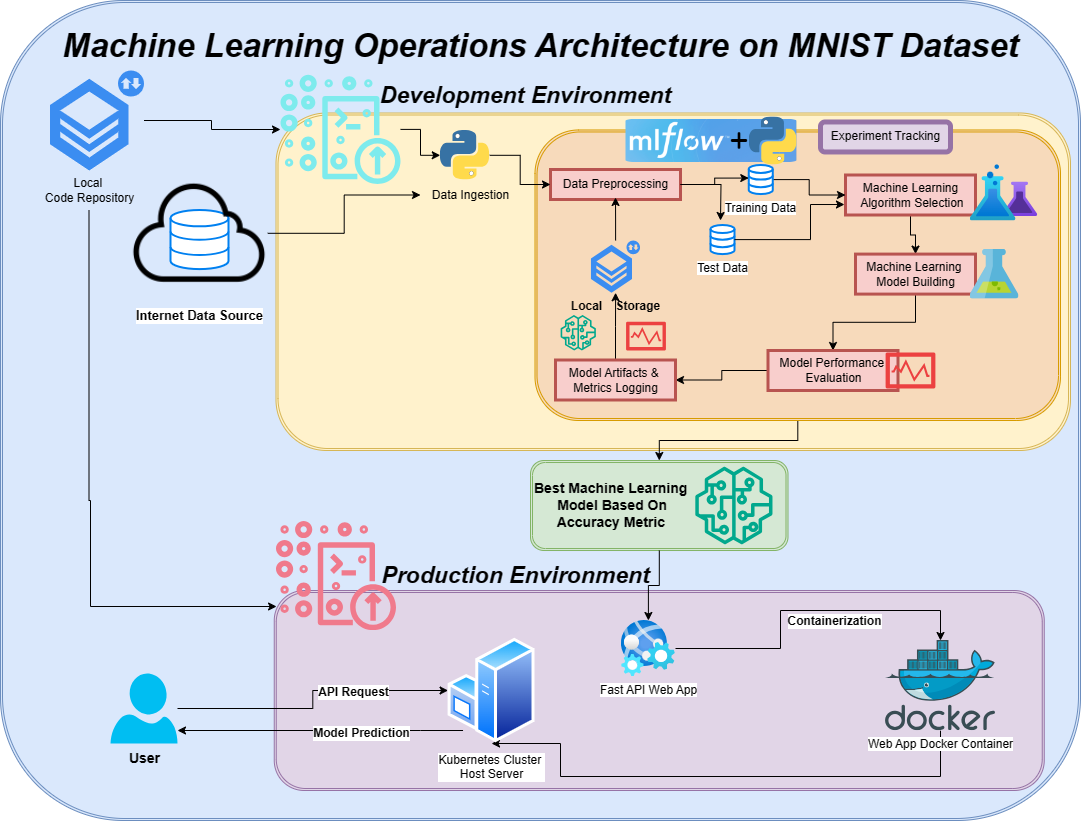 Machine Learning Operations Architecture on MNIST Dataset
Development Environment
Local
Code Repository
Internet Data Source
Data Ingestion
mlflow
+
Experiment Tracking
Data Preprocessing
Training Data
Test Data
Machine Learning
Algorithm Selection
Machine Learning
Model Building
Model Performance
Evaluation
Local Storage
Model Artifacts &
Metrics Logging
Best Machine Learning
Model Based On
Accuracy Metric
Production Environment
Containerization
Fast API Web App
docker
Web App Docker Container
API Request
Model Prediction
User
Kubernetes Cluster
Host Server